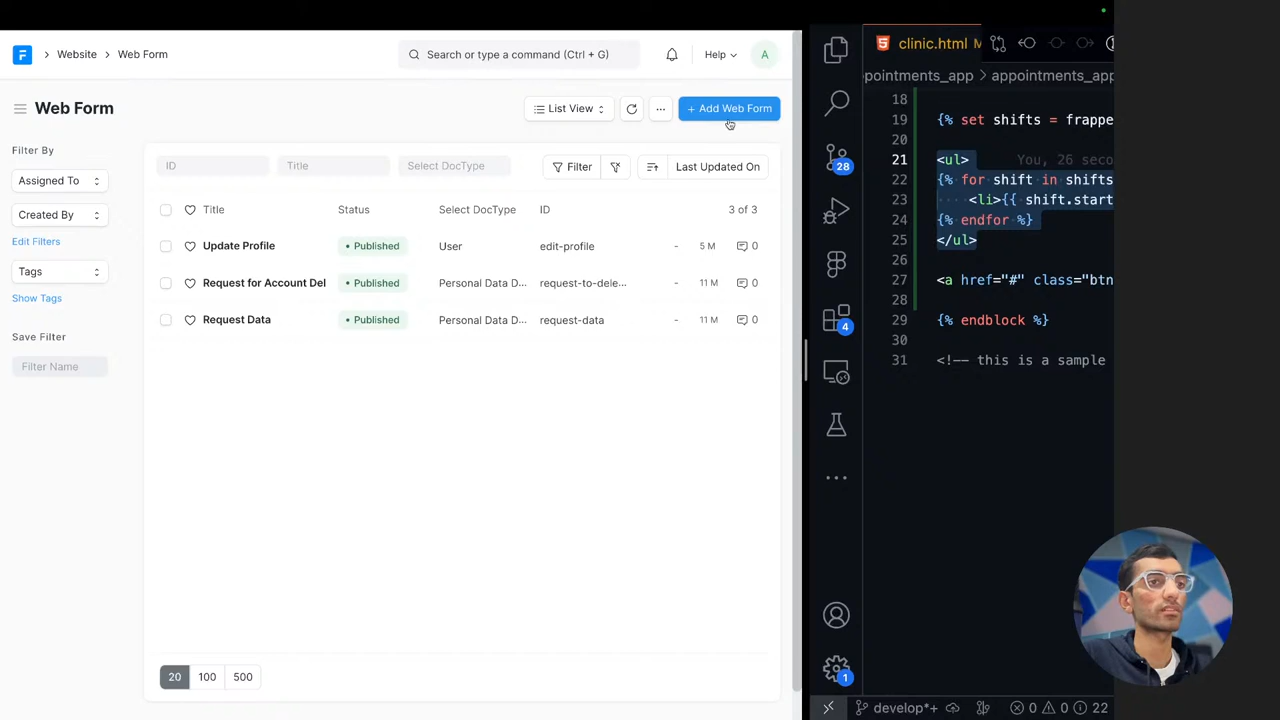 Website
Web Form
Search or type a command (Ctrl + G)
Help
A
Web Form
List View
+ Add Web Form
Filter By
Assigned To
Created By
Edit Filters
Tags
Show Tags
Save Filter
Filter Name
ID
Title
Select DocType
Filter
Last Updated On
Title
Status
Select DocType
ID
3 of 3
Update Profile
Published
User
edit-profile
- 5 M
0
Request for Account Del
Published
Personal Data D...
request-to-dele...
- 11 M
0
Request Data
Published
Personal Data D...
request-data
- 11 M
0
20
100
500
clinic.html
pointments_app > appointments_app
28
4
1
18
19 {% set shifts = frappe
20
21 <ul> You, 26 seco
22 {% for shift in shifts
23 <li>{{ shift.start
24 {% endfor %}
25 </ul>
26
27 <a href="#" class="btn
28
29 {% endblock %}
30
31 <!-- this is a sample
develop*+
0
0
22